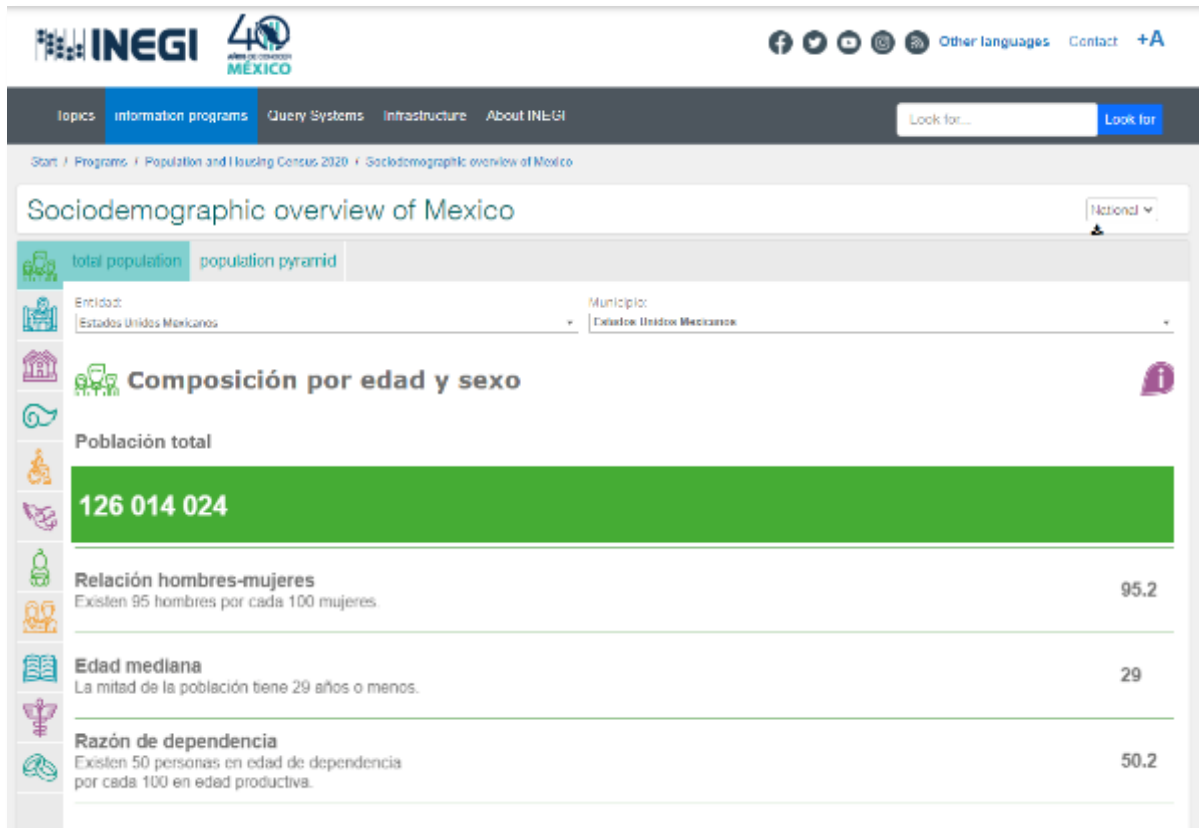 INEGI
40
AÑOS DE CONOCER
MÉXICO
Other languages Contact +A
Topics Information programs Query Systems Infrastructure About INEGI
Look for... Look for
Start / Programs / Population and Housing Census 2020 / Sociodemographic overview of Mexico
Sociodemographic overview of Mexico
National
total population population pyramid
Entidad: Municipio:
Estados Unidos Mexicanos Estados Unidos Mexicanos
Composición por edad y sexo
Población total
126 014 024
Relación hombres-mujeres
Existen 95 hombres por cada 100 mujeres.
95.2
Edad mediana
La mitad de la población tiene 29 años o menos.
29
Razón de dependencia
Existen 50 personas en edad de dependencia
por cada 100 en edad productiva.
50.2